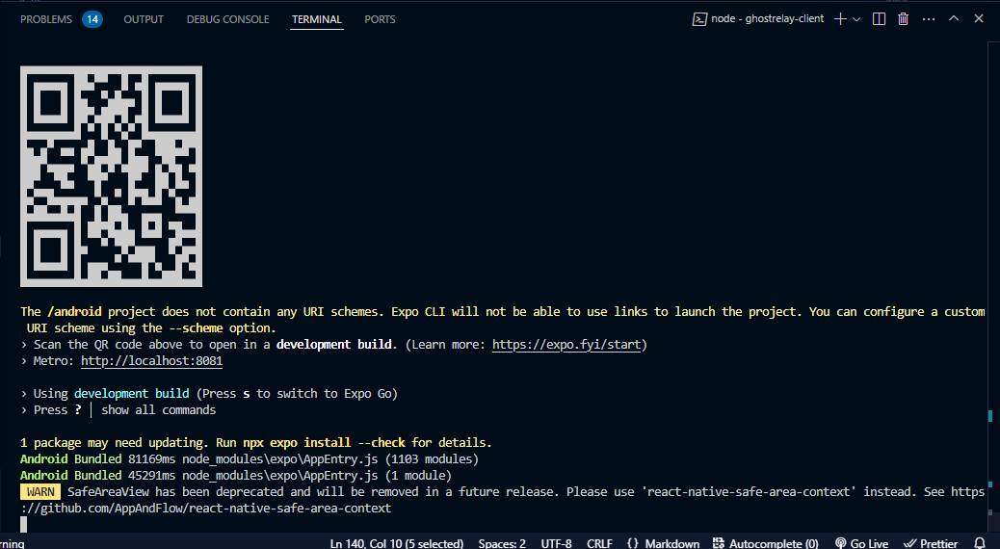 PROBLEMS 14 OUTPUT DEBUG CONSOLE TERMINAL PORTS node - ghostrelay-client
The /android project does not contain any URI schemes. Expo CLI will not be able to use links to launch the project. You can configure a custom
URI scheme using the --scheme option.
› Scan the QR code above to open in a development build. (Learn more: https://expo.fyi/start)
› Metro: http://localhost:8081
› Using development build (Press s to switch to Expo Go)
› Press ? │ show all commands
1 package may need updating. Run npx expo install --check for details.
Android Bundled 81169ms node_modules\expo\AppEntry.js (1103 modules)
Android Bundled 45291ms node_modules\expo\AppEntry.js (1 module)
WARN SafeAreaView has been deprecated and will be removed in a future release. Please use 'react-native-safe-area-context' instead. See https
://github.com/AppAndFlow/react-native-safe-area-context
rning Ln 140, Col 10 (5 selected) Spaces: 2 UTF-8 CRLF {} Markdown Autocomplete (0) Go Live Prettier